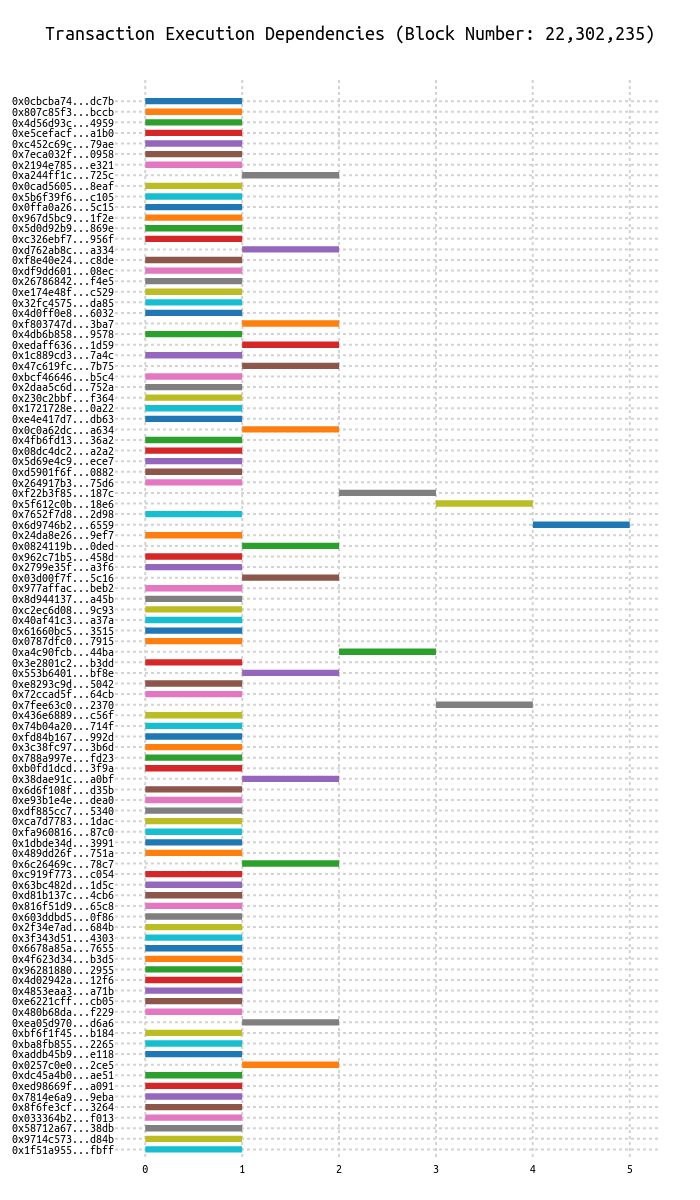 Transaction Execution Dependencies (Block Number: 22,302,235)
0x0cbcba74...dc7b
0x807c85f3...bccb
0x4d56d93c...4959
0xe5cefacf...a1b0
0xc452c69c...79ae
0x7eca032f...0958
0x2194e785...e321
0xa244ff1c...725c
0x0cad5605...8eaf
0x5b6f39f6...c105
0x0ffa0a26...5c15
0x967d5bc9...1f2e
0x5d0d92b9...869e
0xc326ebf7...956f
0xd762ab8c...a334
0xf8e40e24...c8de
0xdf9dd601...08ec
0x26786842...f4e5
0xe174e48f...c529
0x32fc4575...da85
0x4d0ff0e8...6032
0xf803747d...3ba7
0x4db6b858...9578
0xedaff636...1d59
0x1c889cd3...7a4c
0x47c619fc...7b75
0xbcf46646...b5c4
0x2daa5c6d...752a
0x230c2bbf...f364
0x1721728e...0a22
0xe4e417d7...db63
0x0c0a62dc...a634
0x4fb6fd13...36a2
0x08dc4dc2...a2a2
0x5d69e4c9...ece7
0xd5901f6f...0882
0x264917b3...75d6
0xf22b3f85...187c
0x5f612c0b...18e6
0x7652f7d8...2d98
0x6d9746b2...6559
0x24da8e26...9ef7
0x0824119b...0ded
0x962c71b5...458d
0x2799e35f...a3f6
0x03d00f7f...5c16
0x977affac...beb2
0x8d944137...a45b
0xc2ec6d08...9c93
0x40af41c3...a37a
0x61660bc5...3515
0x0787dfc0...7915
0xa4c90fcb...44ba
0x3e2801c2...b3dd
0x553b6401...bf8e
0xe8293c9d...5042
0x72ccad5f...64cb
0x7fee63c0...2370
0x436e6889...c56f
0x74b04a20...714f
0xfd84b167...992d
0x3c38fc97...3b6d
0x788a997e...fd23
0xb0fd1dcd...3f9a
0x38dae91c...a0bf
0x6d6f108f...d35b
0xe93b1e4e...dea0
0xdf885cc7...5340
0xca7d7783...1dac
0xfa960816...87c0
0x1dbde34d...3991
0x489dd26f...751a
0x6c26469c...78c7
0xc919f773...c054
0x63bc482d...1d5c
0xd81b137c...4cb6
0x816f51d9...65c8
0x603ddbd5...0f86
0x2f34e7ad...684b
0x3f343d51...4303
0x6678a85a...7655
0x4f623d34...b3d5
0x96281880...2955
0x4d02942a...12f6
0x4853eaa3...a71b
0xe6221cff...cb05
0x480b68da...f229
0xea05d970...d6a6
0xbf6f1f45...b184
0xba8fb855...2265
0xaddb45b9...e118
0x0257c0e0...2ce5
0xdc45a4b0...ae51
0xed98669f...a091
0x7814e6a9...9eba
0x8f6fe3cf...3264
0x033364b2...f013
0x58712a67...38db
0x9714c573...d84b
0x1f51a955...fbff
0 1 2 3 4 5